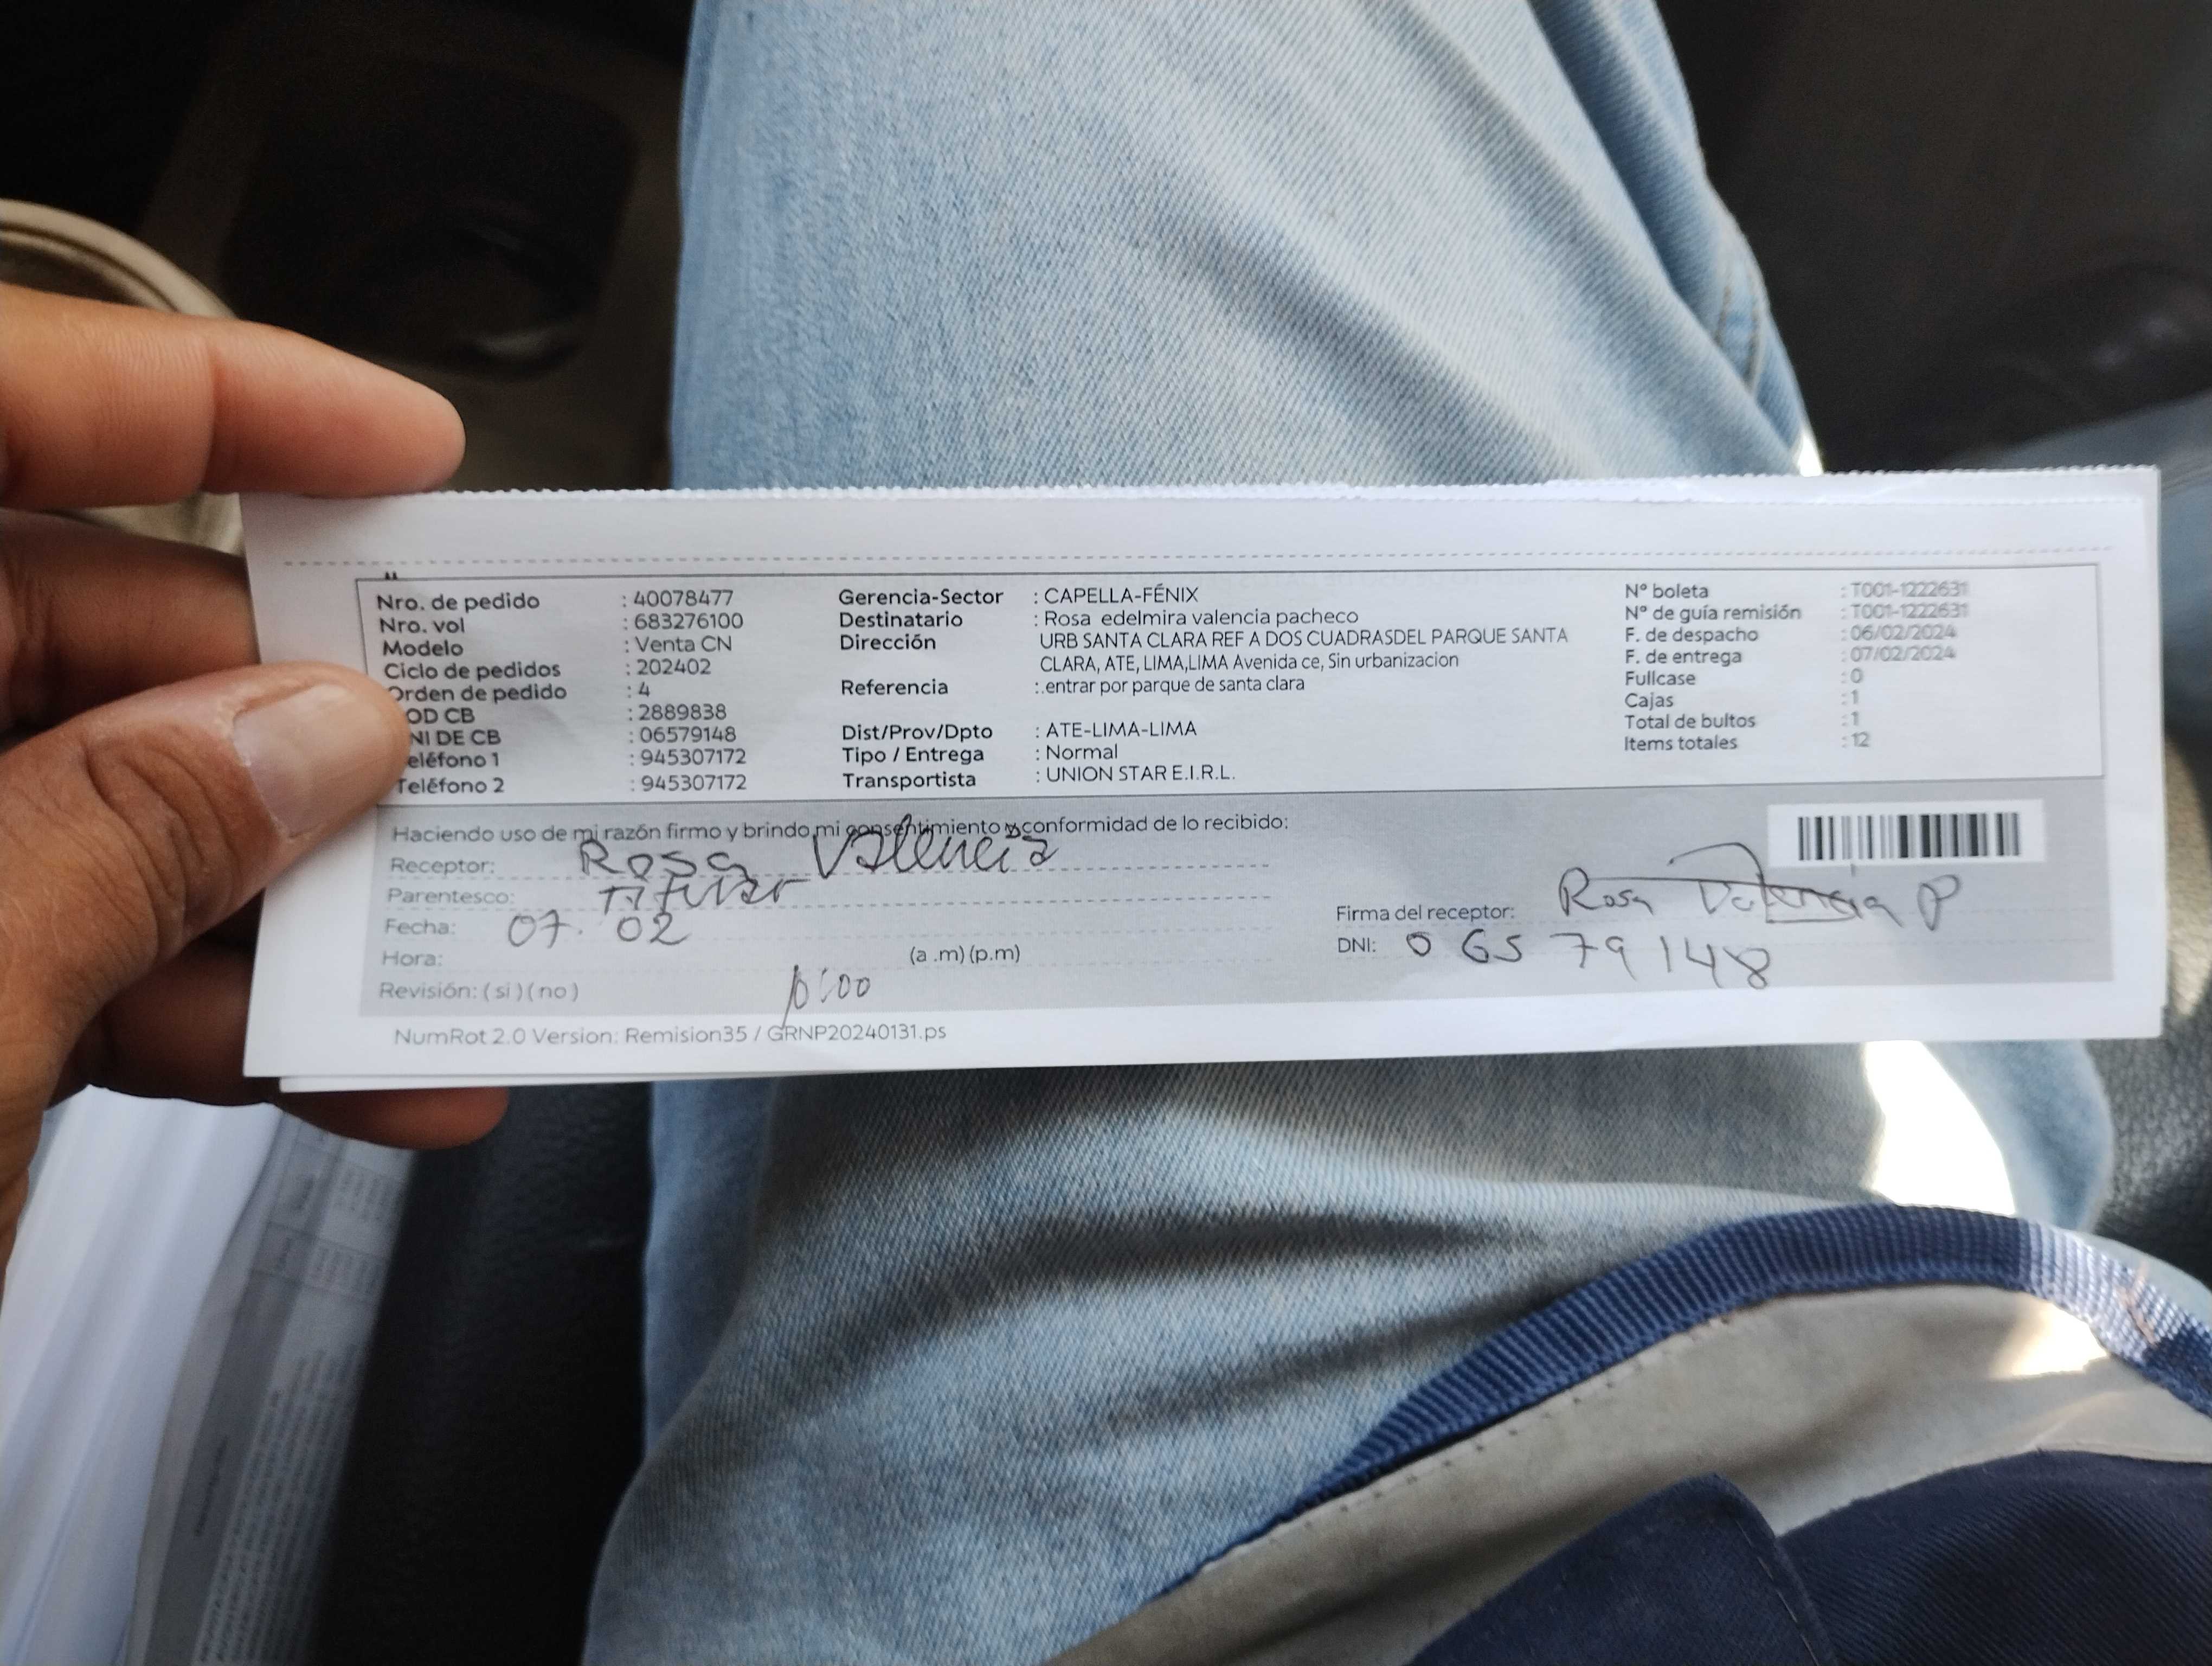 Nro. de pedido : 40078477
Nro. vol : 683276100
Modelo : Venta CN
Ciclo de pedidos : 202402
Orden de pedido : 4
OD CB : 2889838
NI DE CB : 06579148
eléfono 1 : 945307172
Teléfono 2 : 945307172
Gerencia-Sector : CAPELLA-FÉNIX
Destinatario : Rosa edelmira valencia pacheco
Dirección URB SANTA CLARA REF A DOS CUADRASDEL PARQUE SANTA
CLARA, ATE, LIMA,LIMA Avenida ce, Sin urbanizacion
Referencia :.entrar por parque de santa clara
Dist/Prov/Dpto : ATE-LIMA-LIMA
Tipo / Entrega : Normal
Transportista : UNION STAR E.I.R.L.
N° boleta : T001-1222631
N° de guía remisión : T001-1222631
F. de despacho : 06/02/2024
F. de entrega : 07/02/2024
Fullcase : 0
Cajas : 1
Total de bultos : 1
Items totales : 12
Haciendo uso de mi razón firmo y brindo mi consentimiento y conformidad de lo recibido:
Receptor: Rosa Valencia
Parentesco: Titular
Fecha: 07. 02
Hora: (a .m) (p.m)
Revisión: ( si ) ( no ) 10:00
Firma del receptor: Rosa Valencia P
DNI: 06579148
NumRot 2.0 Version: Remision35 / GRNP20240131.ps